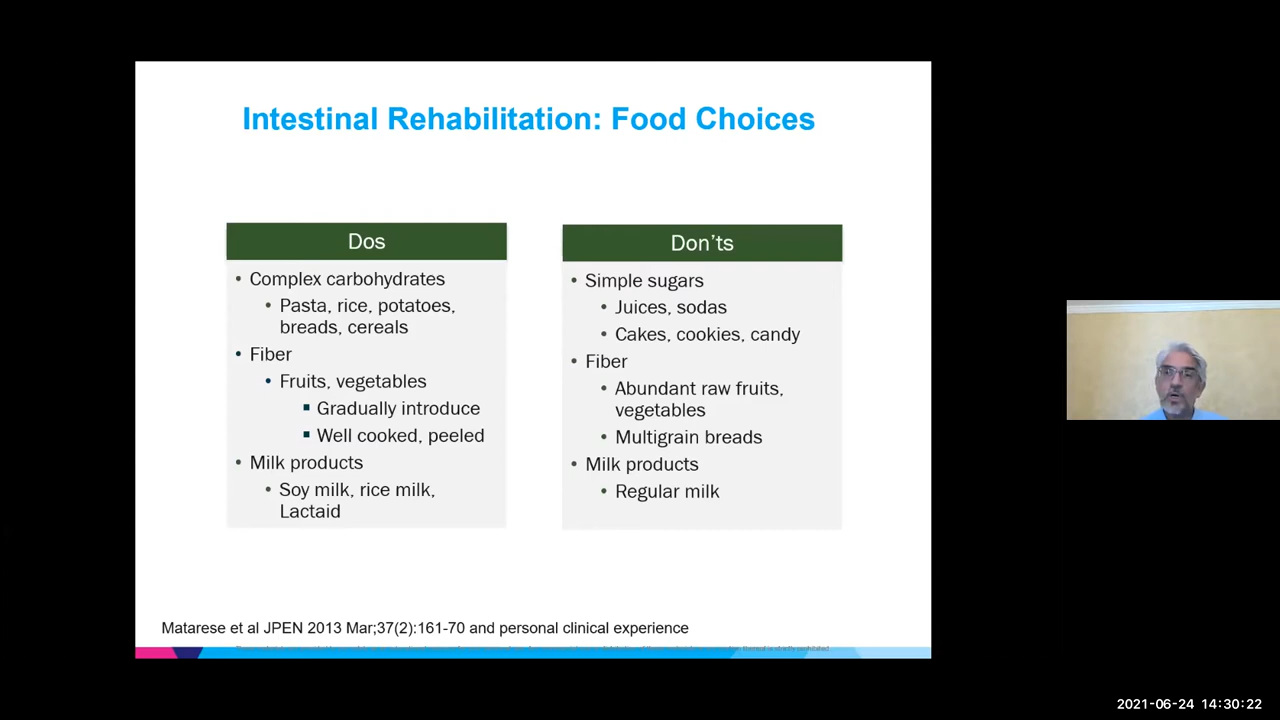 Intestinal Rehabilitation: Food Choices
Dos
• Complex carbohydrates
• Pasta, rice, potatoes,
breads, cereals
• Fiber
• Fruits, vegetables
▪ Gradually introduce
▪ Well cooked, peeled
• Milk products
• Soy milk, rice milk,
Lactaid
Don’ts
• Simple sugars
• Juices, sodas
• Cakes, cookies, candy
• Fiber
• Abundant raw fruits,
vegetables
• Multigrain breads
• Milk products
• Regular milk
Matarese et al JPEN 2013 Mar;37(2):161-70 and personal clinical experience
is strictly prohibited
2021-06-24 14:30:22